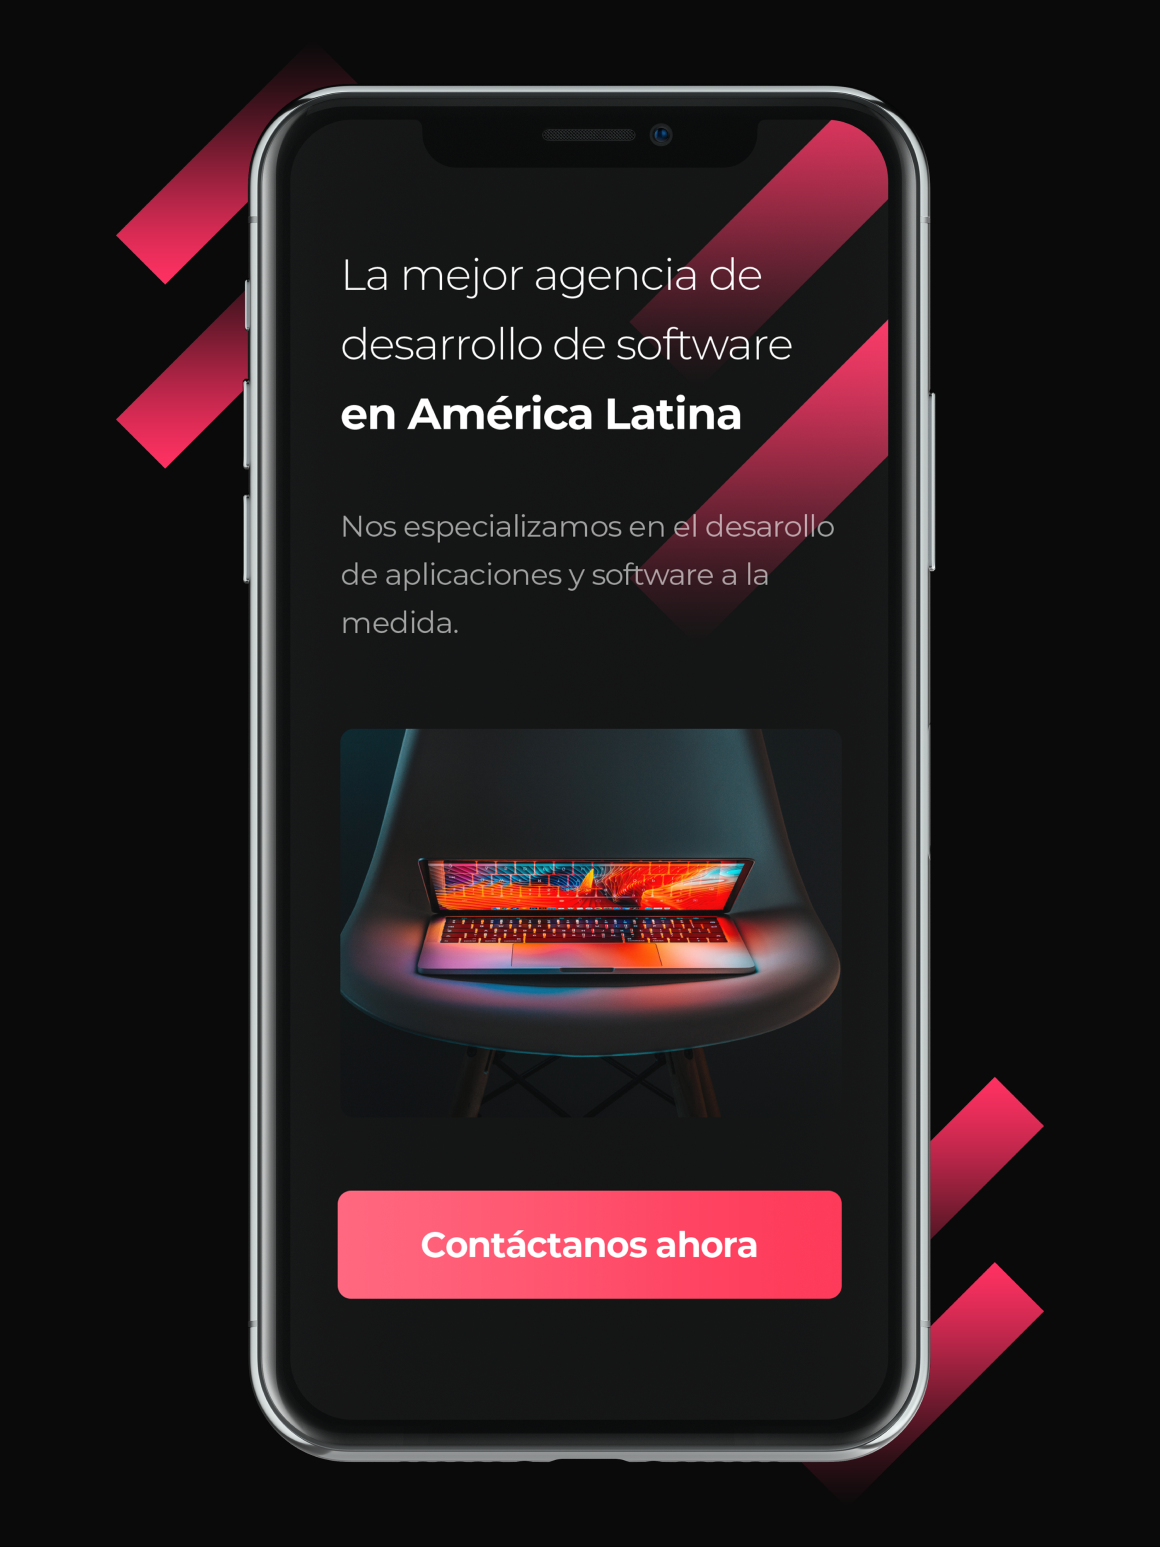 La mejor agencia de
desarrollo de software
en América Latina
Nos especializamos en el desarollo
de aplicaciones y software a la
medida.
Contáctanos ahora